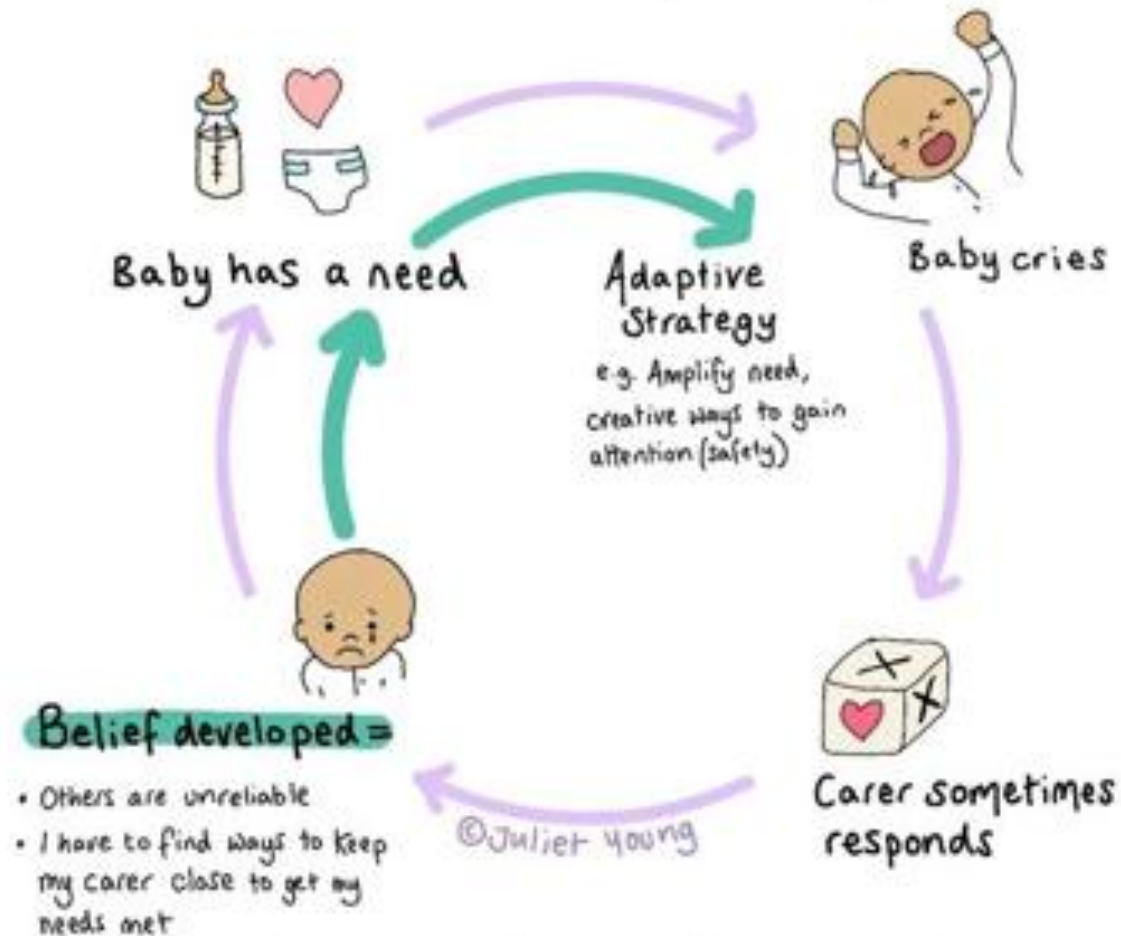 Baby has a need
Baby cries
Adaptive
Strategy
e.g. Amplify need,
creative ways to gain
attention (safety)
Carer sometimes
responds
©Juliet Young
Belief developed =
• Others are unreliable
• I have to find ways to keep
my carer close to get my
needs met